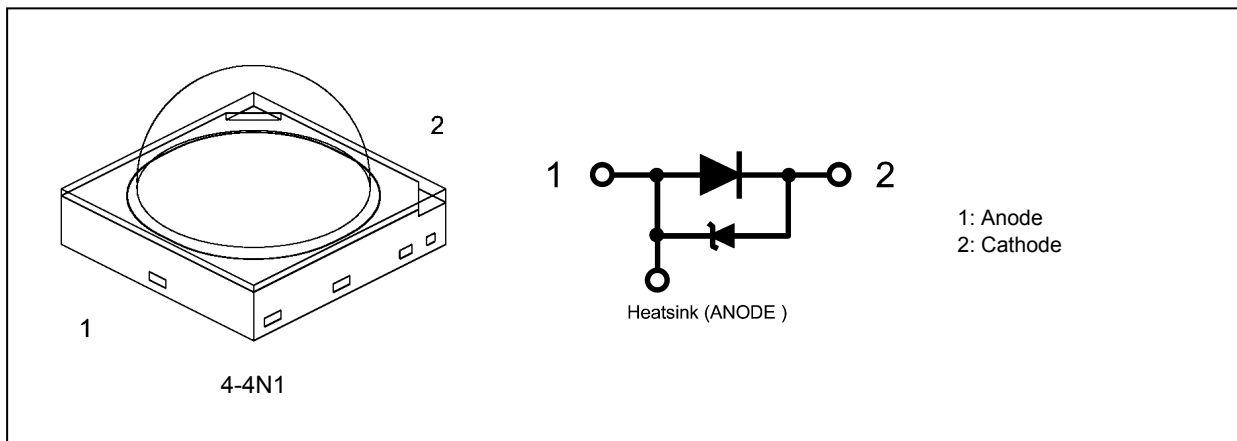 2
1
4-4N1
1
2
Heatsink (ANODE )
1: Anode
2: Cathode